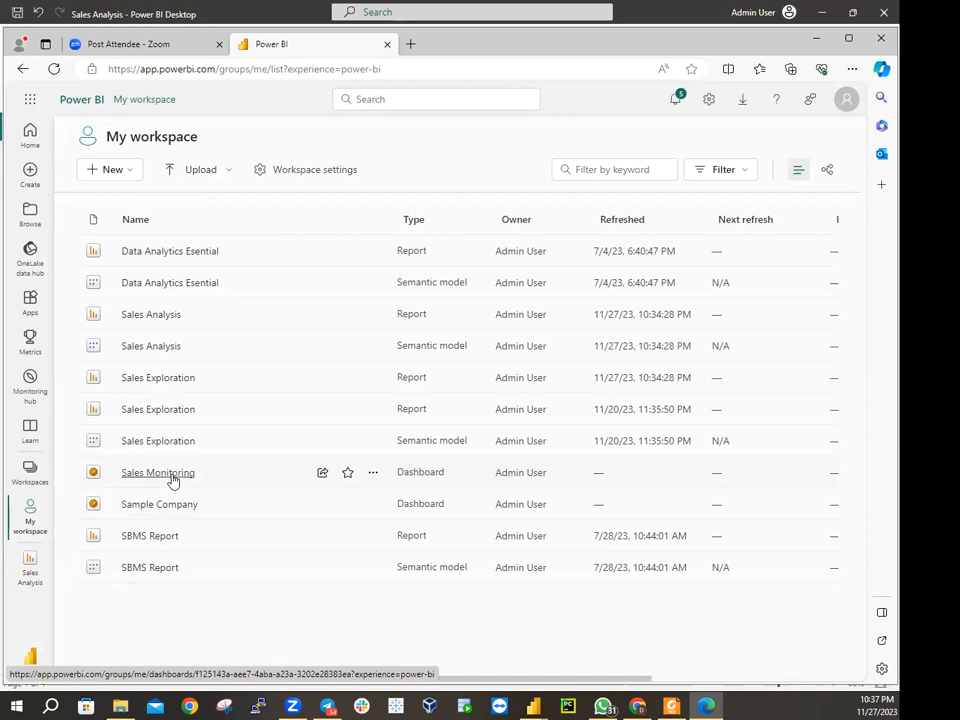 Sales Analysis - Power BI Desktop
Search
Admin User
Post Attendee - Zoom
Power BI
https://app.powerbi.com/groups/me/list?experience=power-bi
Power BI My workspace
Search
5
My workspace
New
Upload
Workspace settings
Filter by keyword
Filter
Home
Create
Browse
OneLake
data hub
Apps
Metrics
Monitoring
hub
Learn
Workspaces
My
workspace
Sales
Analysis
Name Type Owner Refreshed Next refresh
Data Analytics Esential Report Admin User 7/4/23, 6:40:47 PM —
Data Analytics Esential Semantic model Admin User 7/4/23, 6:40:47 PM N/A —
Sales Analysis Report Admin User 11/27/23, 10:34:28 PM — —
Sales Analysis Semantic model Admin User 11/27/23, 10:34:28 PM N/A —
Sales Exploration Report Admin User 11/27/23, 10:34:28 PM — —
Sales Exploration Report Admin User 11/20/23, 11:35:50 PM — —
Sales Exploration Semantic model Admin User 11/20/23, 11:35:50 PM N/A —
Sales Monitoring Dashboard Admin User — — —
Sample Company Dashboard Admin User — — —
SBMS Report Report Admin User 7/28/23, 10:44:01 AM — —
SBMS Report Semantic model Admin User 7/28/23, 10:44:01 AM N/A —
https://app.powerbi.com/groups/me/dashboards/f125143a-aee7-4aba-a23a-3202e28383ea?experience=power-bi
34
31
10:37 PM
11/27/2023